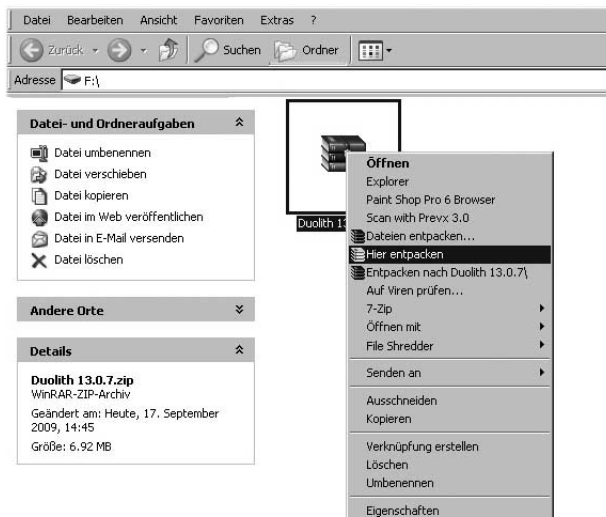 Datei Bearbeiten Ansicht Favoriten Extras ?
Zurück Suchen Ordner
Adresse F:\
Datei- und Ordneraufgaben
Datei umbenennen
Datei verschieben
Datei kopieren
Datei im Web veröffentlichen
Datei in E-Mail versenden
Datei löschen
Andere Orte
Details
Duolith 13.0.7.zip
WinRAR-ZIP-Archiv
Geändert am: Heute, 17. September
2009, 14:45
Größe: 6.92 MB
Duolith 13
Öffnen
Explorer
Paint Shop Pro 6 Browser
Scan with Prevx 3.0
Dateien entpacken...
Hier entpacken
Entpacken nach Duolith 13.0.7\
Auf Viren prüfen...
7-Zip
Öffnen mit
File Shredder
Senden an
Ausschneiden
Kopieren
Verknüpfung erstellen
Löschen
Umbenennen
Eigenschaften